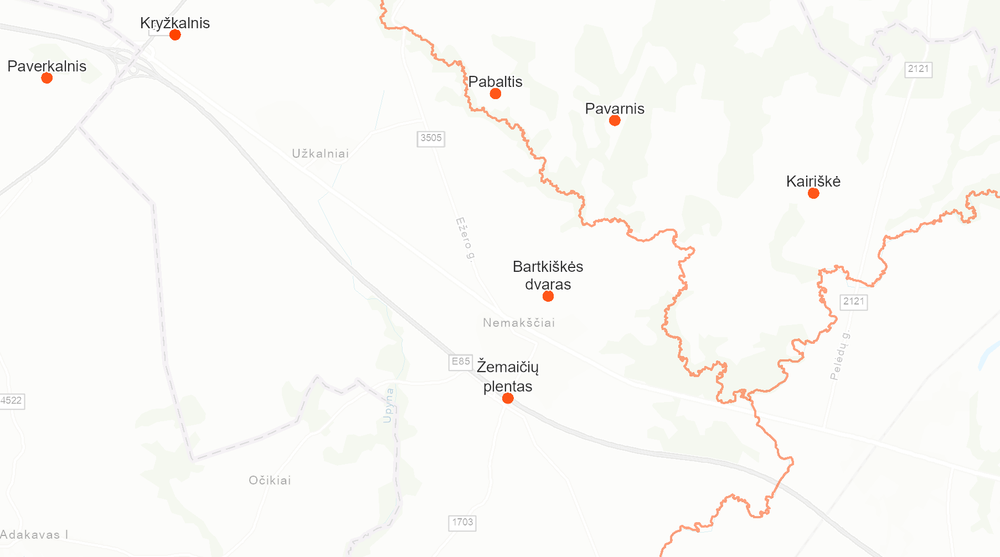 Kryžkalnis
Paverkalnis
2121
Pabaltis
Pavarnis
3505
Užkalniai
Kairiškė
Ežero g.
Bartkiškės
dvaras
2121
Nemakščiai
E85
Žemaičių
plentas
Pelėdų g.
4522
Upyna
Očikiai
1703
Adakavas I